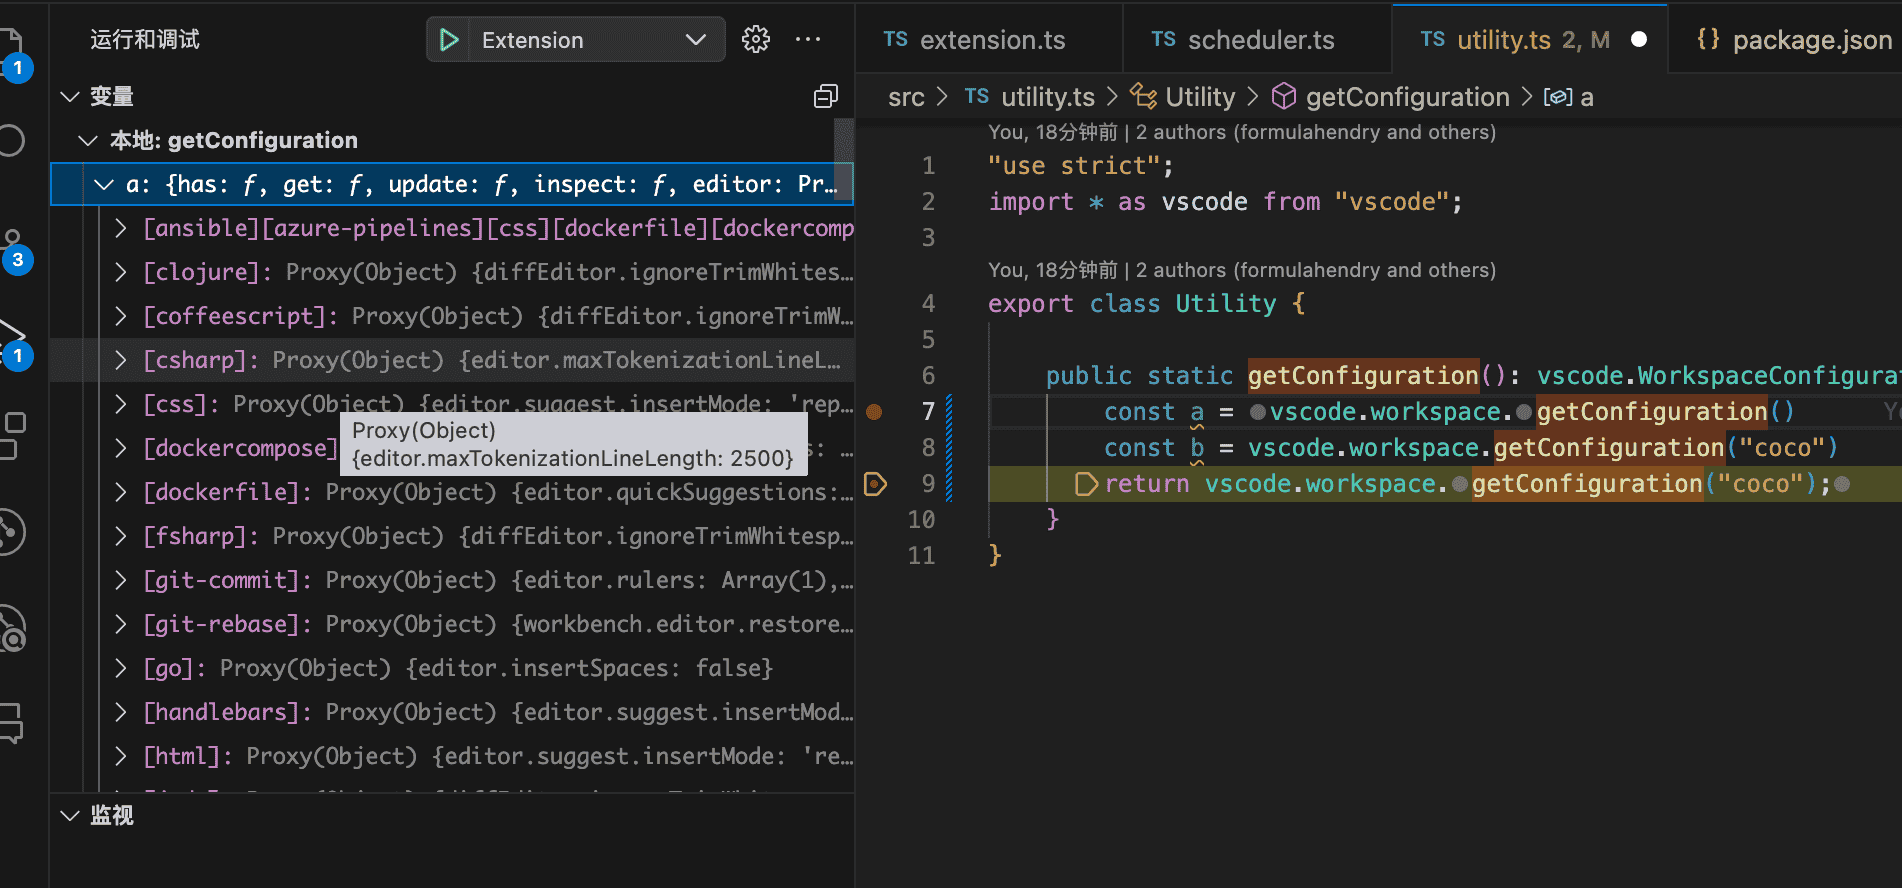 运行和调试
Extension
变量
本地: getConfiguration
a: {has: f, get: f, update: f, inspect: f, editor: Pr…
[ansible][azure-pipelines][css][dockerfile][dockercomp
[clojure]: Proxy(Object) {diffEditor.ignoreTrimWhites…
[coffeescript]: Proxy(Object) {diffEditor.ignoreTrimW…
[csharp]: Proxy(Object) {editor.maxTokenizationLineL…
[css]: Proxy(Object) {editor.suggest.insertMode: 'rep…
[dockercompose]
Proxy(Object)
{editor.maxTokenizationLineLength: 2500}
[dockerfile]: Proxy(Object) {editor.quickSuggestions:…
[fsharp]: Proxy(Object) {diffEditor.ignoreTrimWhitesp…
[git-commit]: Proxy(Object) {editor.rulers: Array(1),…
[git-rebase]: Proxy(Object) {workbench.editor.restore…
[go]: Proxy(Object) {editor.insertSpaces: false}
[handlebars]: Proxy(Object) {editor.suggest.insertMod…
[html]: Proxy(Object) {editor.suggest.insertMode: 're…
监视
1
3
1
TS extension.ts
TS scheduler.ts
TS utility.ts 2, M
{} package.json
src > TS utility.ts > Utility > getConfiguration > a
You, 18分钟前 | 2 authors (formulahendry and others)
1 "use strict";
2 import * as vscode from "vscode";
3
You, 18分钟前 | 2 authors (formulahendry and others)
4 export class Utility {
5
6 public static getConfiguration(): vscode.WorkspaceConfigurat
7 const a = vscode.workspace.getConfiguration() Yo
8 const b = vscode.workspace.getConfiguration("coco")
9 return vscode.workspace.getConfiguration("coco");
10 }
11 }